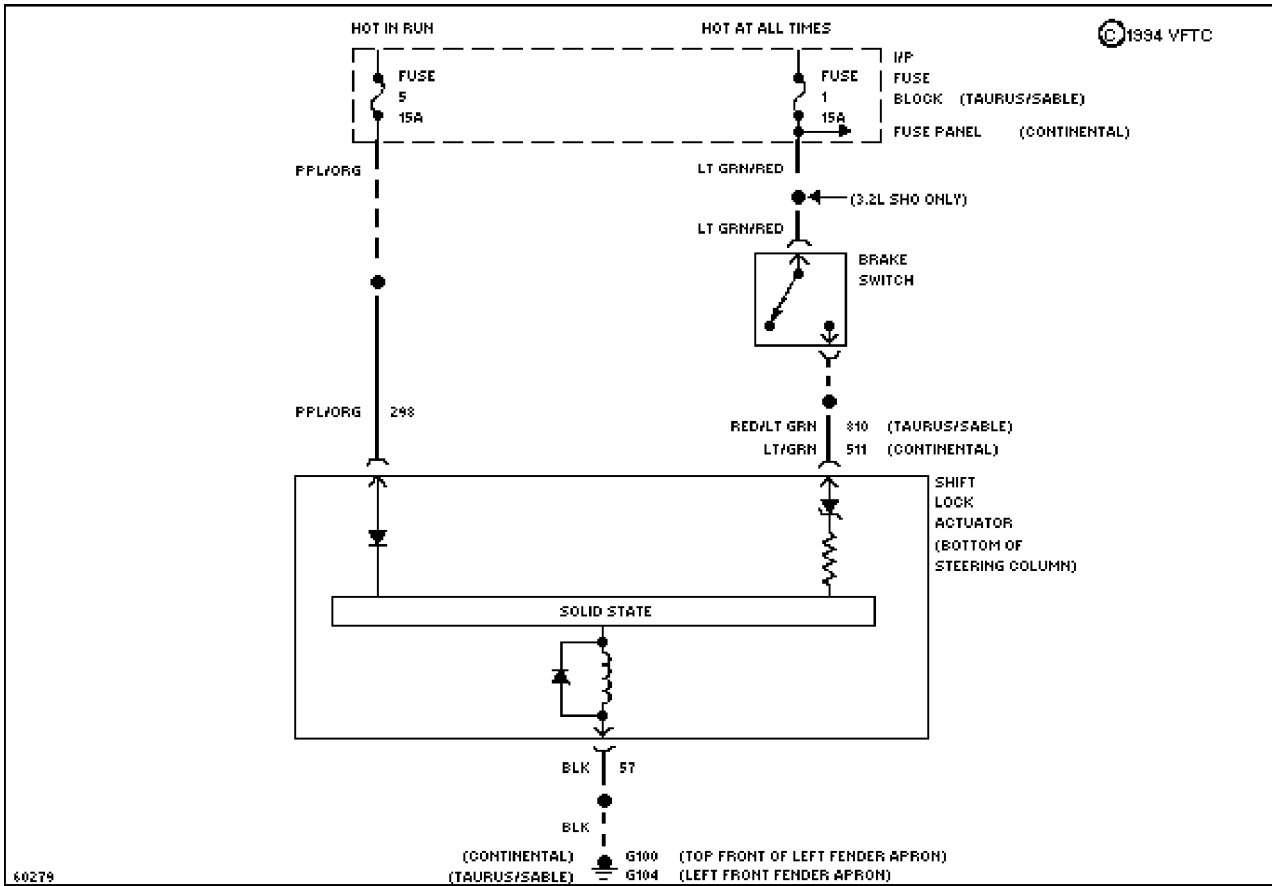 HOT IN RUN
HOT AT ALL TIMES
©1994 VFTC
FUSE
5
15A
FUSE
1
15A
I/P
FUSE
BLOCK (TAURUS/SABLE)
FUSE PANEL (CONTINENTAL)
PPL/ORG
LT GRN/RED
(3.2L SHO ONLY)
LT GRN/RED
BRAKE
SWITCH
PPL/ORG 298
RED/LT GRN 810 (TAURUS/SABLE)
LT/GRN 511 (CONTINENTAL)
SHIFT
LOCK
ACTUATOR
(BOTTOM OF
STEERING COLUMN)
SOLID STATE
BLK 57
BLK
(CONTINENTAL) G100 (TOP FRONT OF LEFT FENDER APRON)
(TAURUS/SABLE) G104 (LEFT FRONT FENDER APRON)
60279